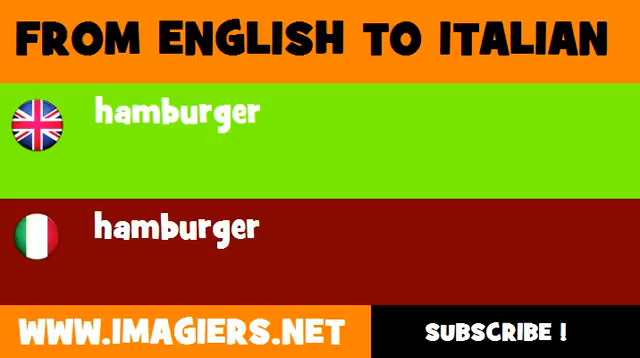 FROM ENGLISH TO ITALIAN
hamburger
hamburger
WWW.IMAGIERS.NET
SUBSCRIBE !